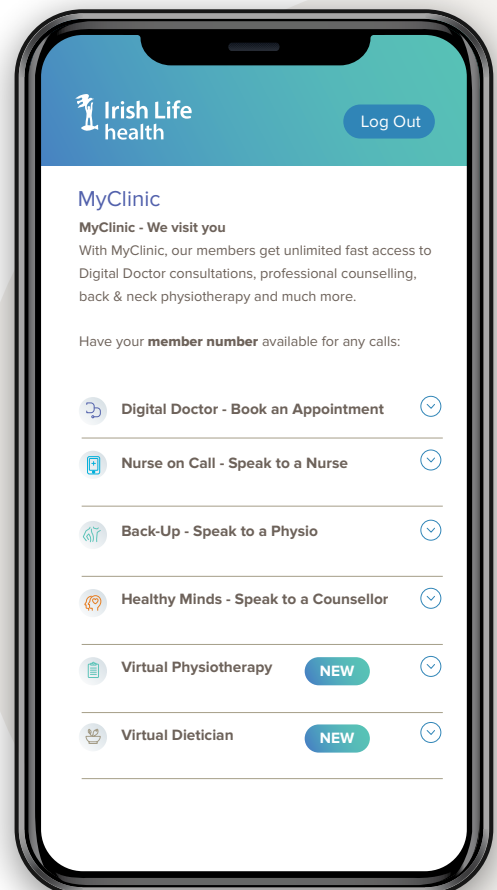 Irish Life
health
Log Out
MyClinic
MyClinic - We visit you
With MyClinic, our members get unlimited fast access to
Digital Doctor consultations, professional counselling,
back & neck physiotherapy and much more.
Have your member number available for any calls:
Digital Doctor - Book an Appointment
Nurse on Call - Speak to a Nurse
Back-Up - Speak to a Physio
Healthy Minds - Speak to a Counsellor
Virtual Physiotherapy NEW
Virtual Dietician NEW